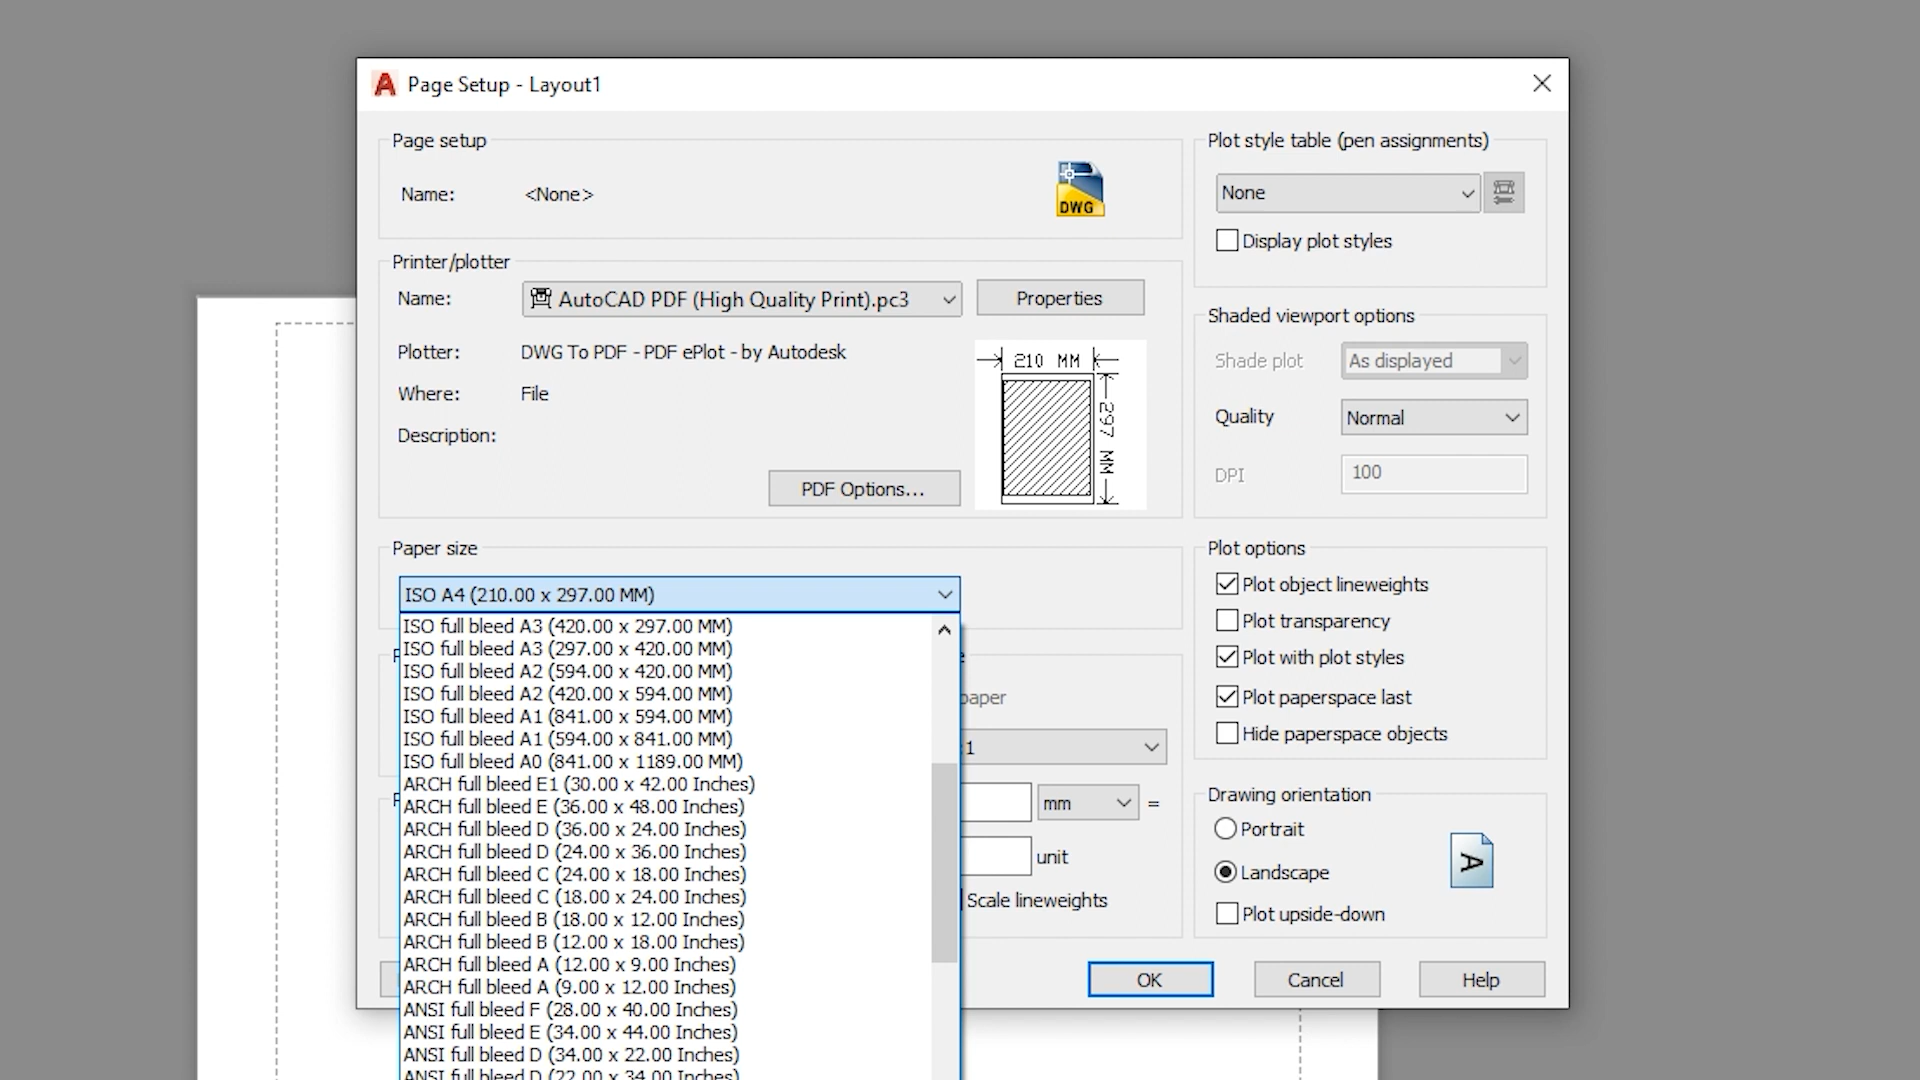 Page Setup - Layout1
Page setup
Name: <None>
DWG
Printer/plotter
Name: AutoCAD PDF (High Quality Print).pc3
Properties
Plotter: DWG To PDF - PDF ePlot - by Autodesk
Where: File
Description:
PDF Options...
210 MM
297 MM
Paper size
ISO A4 (210.00 x 297.00 MM)
ISO full bleed A3 (420.00 x 297.00 MM)
ISO full bleed A3 (297.00 x 420.00 MM)
ISO full bleed A2 (594.00 x 420.00 MM)
ISO full bleed A2 (420.00 x 594.00 MM)
ISO full bleed A1 (841.00 x 594.00 MM)
ISO full bleed A1 (594.00 x 841.00 MM)
ISO full bleed A0 (841.00 x 1189.00 MM)
ARCH full bleed E1 (30.00 x 42.00 Inches)
ARCH full bleed E (36.00 x 48.00 Inches)
ARCH full bleed D (36.00 x 24.00 Inches)
ARCH full bleed D (24.00 x 36.00 Inches)
ARCH full bleed C (24.00 x 18.00 Inches)
ARCH full bleed C (18.00 x 24.00 Inches)
ARCH full bleed B (18.00 x 12.00 Inches)
ARCH full bleed B (12.00 x 18.00 Inches)
ARCH full bleed A (12.00 x 9.00 Inches)
ARCH full bleed A (9.00 x 12.00 Inches)
ANSI full bleed F (28.00 x 40.00 Inches)
ANSI full bleed E (34.00 x 44.00 Inches)
ANSI full bleed D (34.00 x 22.00 Inches)
ANSI full bleed D (22.00 x 34.00 Inches)
paper
:1
mm =
unit
Scale lineweights
Plot style table (pen assignments)
None
Display plot styles
Shaded viewport options
Shade plot As displayed
Quality Normal
DPI 100
Plot options
Plot object lineweights
Plot transparency
Plot with plot styles
Plot paperspace last
Hide paperspace objects
Drawing orientation
Portrait
Landscape
A
Plot upside-down
OK Cancel Help